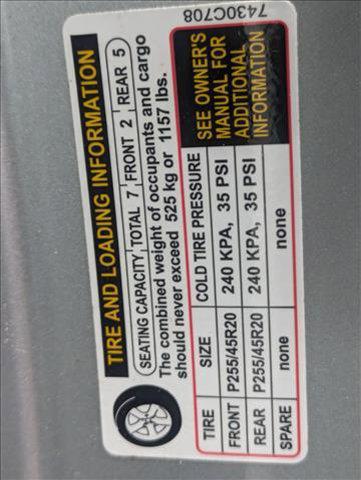 TIRE AND LOADING INFORMATION
SEATING CAPACITY TOTAL 7 FRONT 2 REAR 5
The combined weight of occupants and cargo
should never exceed 525 kg or 1157 lbs.
TIRE SIZE COLD TIRE PRESSURE
FRONT P255/45R20 240 KPA, 35 PSI
REAR P255/45R20 240 KPA, 35 PSI
SPARE none none
SEE OWNER'S
MANUAL FOR
ADDITIONAL
INFORMATION
7430C708